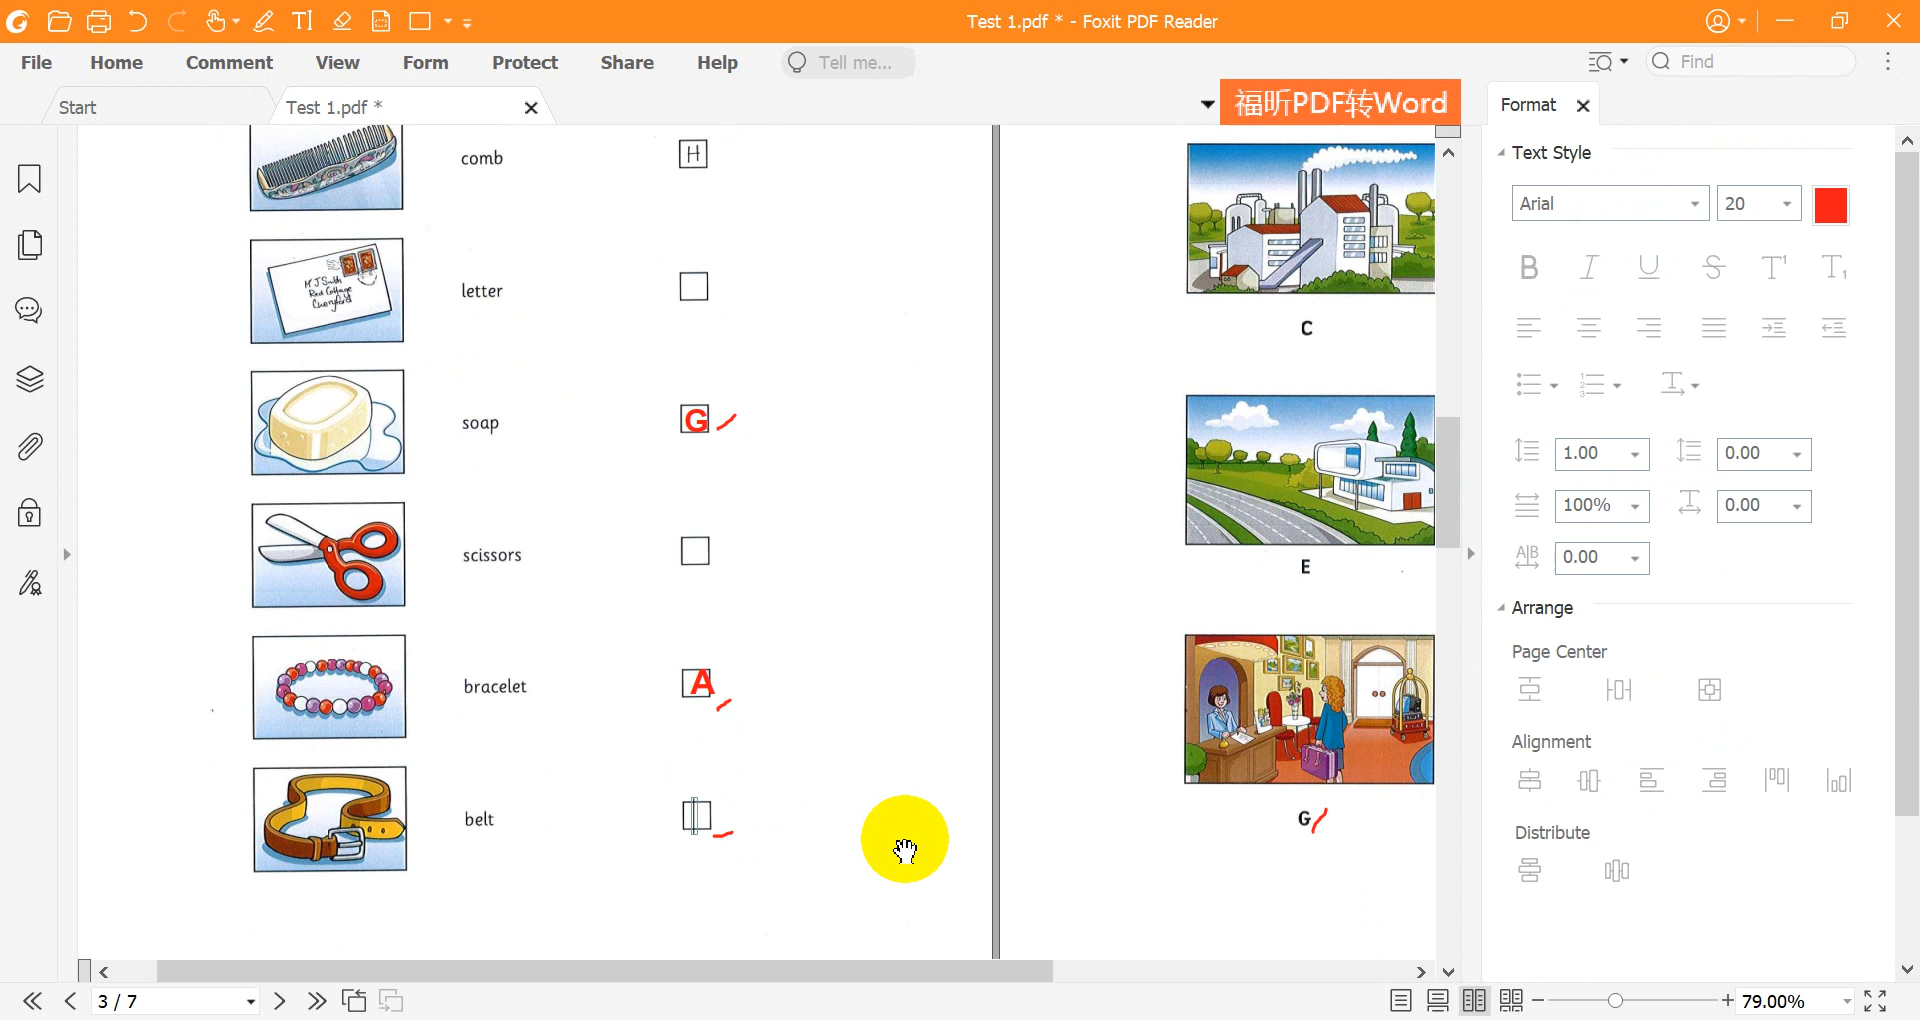 Test 1.pdf * - Foxit PDF Reader
File Home Comment View Form Protect Share Help Tell me... Find
Start
Test 1.pdf *
福昕PDF转Word
Format
comb H
letter
M J Smith
Red Cottage
soap G
scissors
bracelet A
belt
C
E
G
Text Style
Arial 20
1.00 0.00
100% 0.00
0.00
Arrange
Page Center
Alignment
Distribute
3 / 7
79.00%